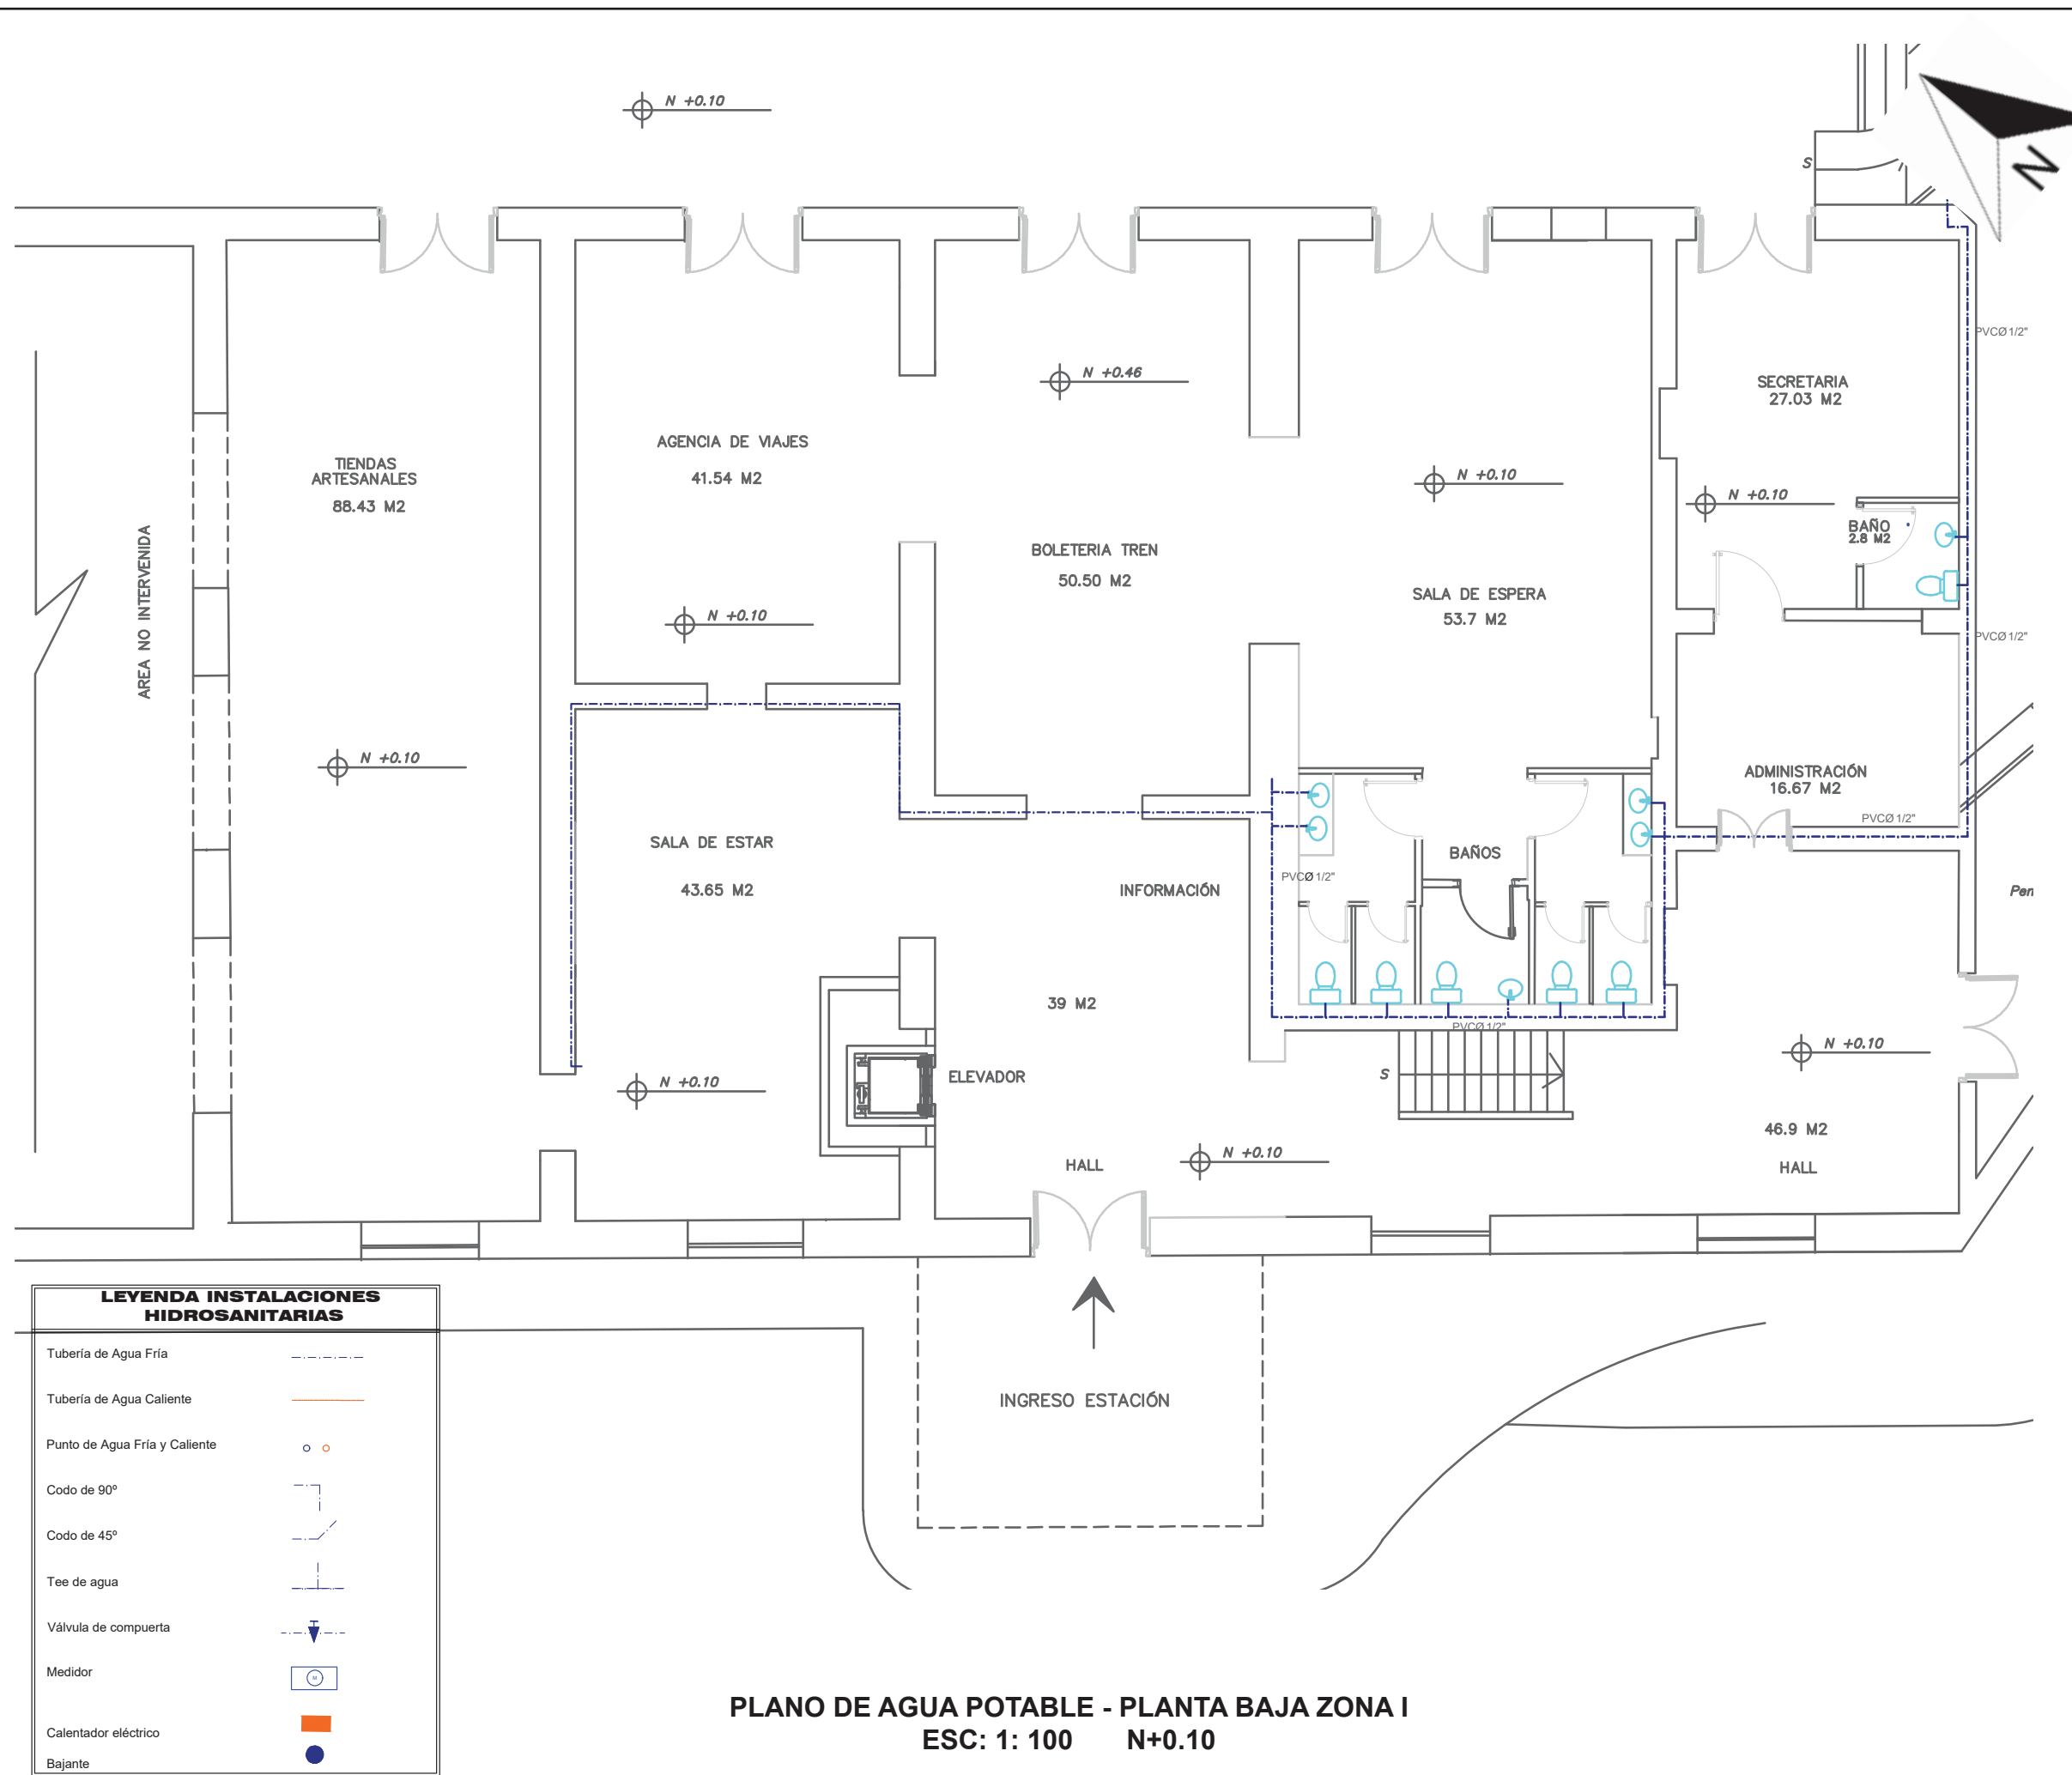 N +0.10
S
N
PVCØ 1/2"
N +0.46
SECRETARIA
27.03 M2
AGENCIA DE VIAJES
41.54 M2
TIENDAS
ARTESANALES
88.43 M2
N +0.10
N +0.10
BAÑO
2.8 M2
AREA NO INTERVENIDA
BOLETERIA TREN
50.50 M2
SALA DE ESPERA
53.7 M2
N +0.10
PVCØ 1/2"
N +0.10
ADMINISTRACIÓN
16.67 M2
PVCØ 1/2"
SALA DE ESTAR
43.65 M2
INFORMACIÓN
BAÑOS
PVCØ 1/2"
39 M2
PVCØ 1/2"
N +0.10
ELEVADOR
S
N +0.10
46.9 M2
HALL
N +0.10
HALL
INGRESO ESTACIÓN
LEYENDA INSTALACIONES
HIDROSANITARIAS
Tubería de Agua Fría
Tubería de Agua Caliente
Punto de Agua Fría y Caliente
Codo de 90º
Codo de 45º
Tee de agua
Válvula de compuerta
Medidor
M
Calentador eléctrico
Bajante
PLANO DE AGUA POTABLE - PLANTA BAJA ZONA I
ESC: 1: 100 N+0.10